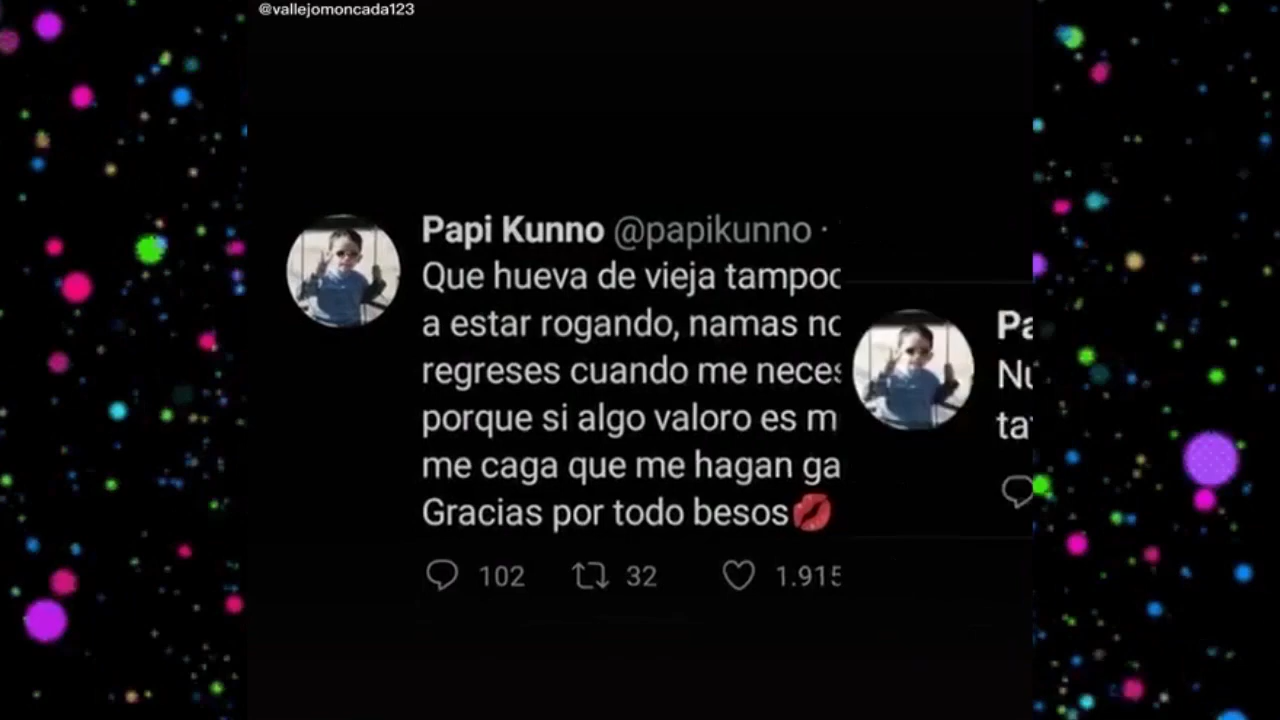 @vallejomoncada123
Papi Kunno @papikunno ·
Que hueva de vieja tampoc
a estar rogando, namas no
regreses cuando me neces
porque si algo valoro es m
me caga que me hagan ga
Gracias por todo besos💋
102 32 1.915
Pa
Nu
ta